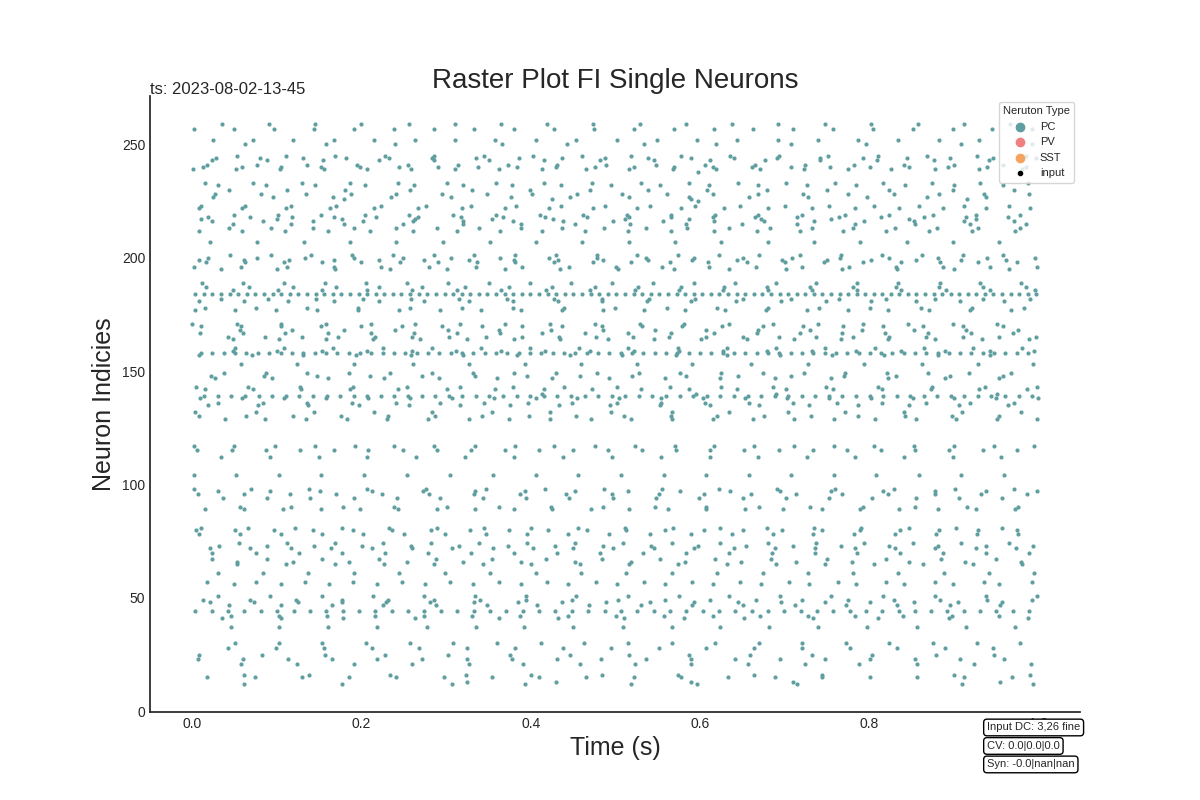 Raster Plot FI Single Neurons
ts: 2023-08-02-13-45
Neruton Type
PC
PV
SST
input
Neuron Indicies
250
200
150
100
50
0
0.0 0.2 0.4 0.6 0.8
Time (s)
Input DC: 3,26 fine
CV: 0.0|0.0|0.0
Syn: -0.0|nan|nan